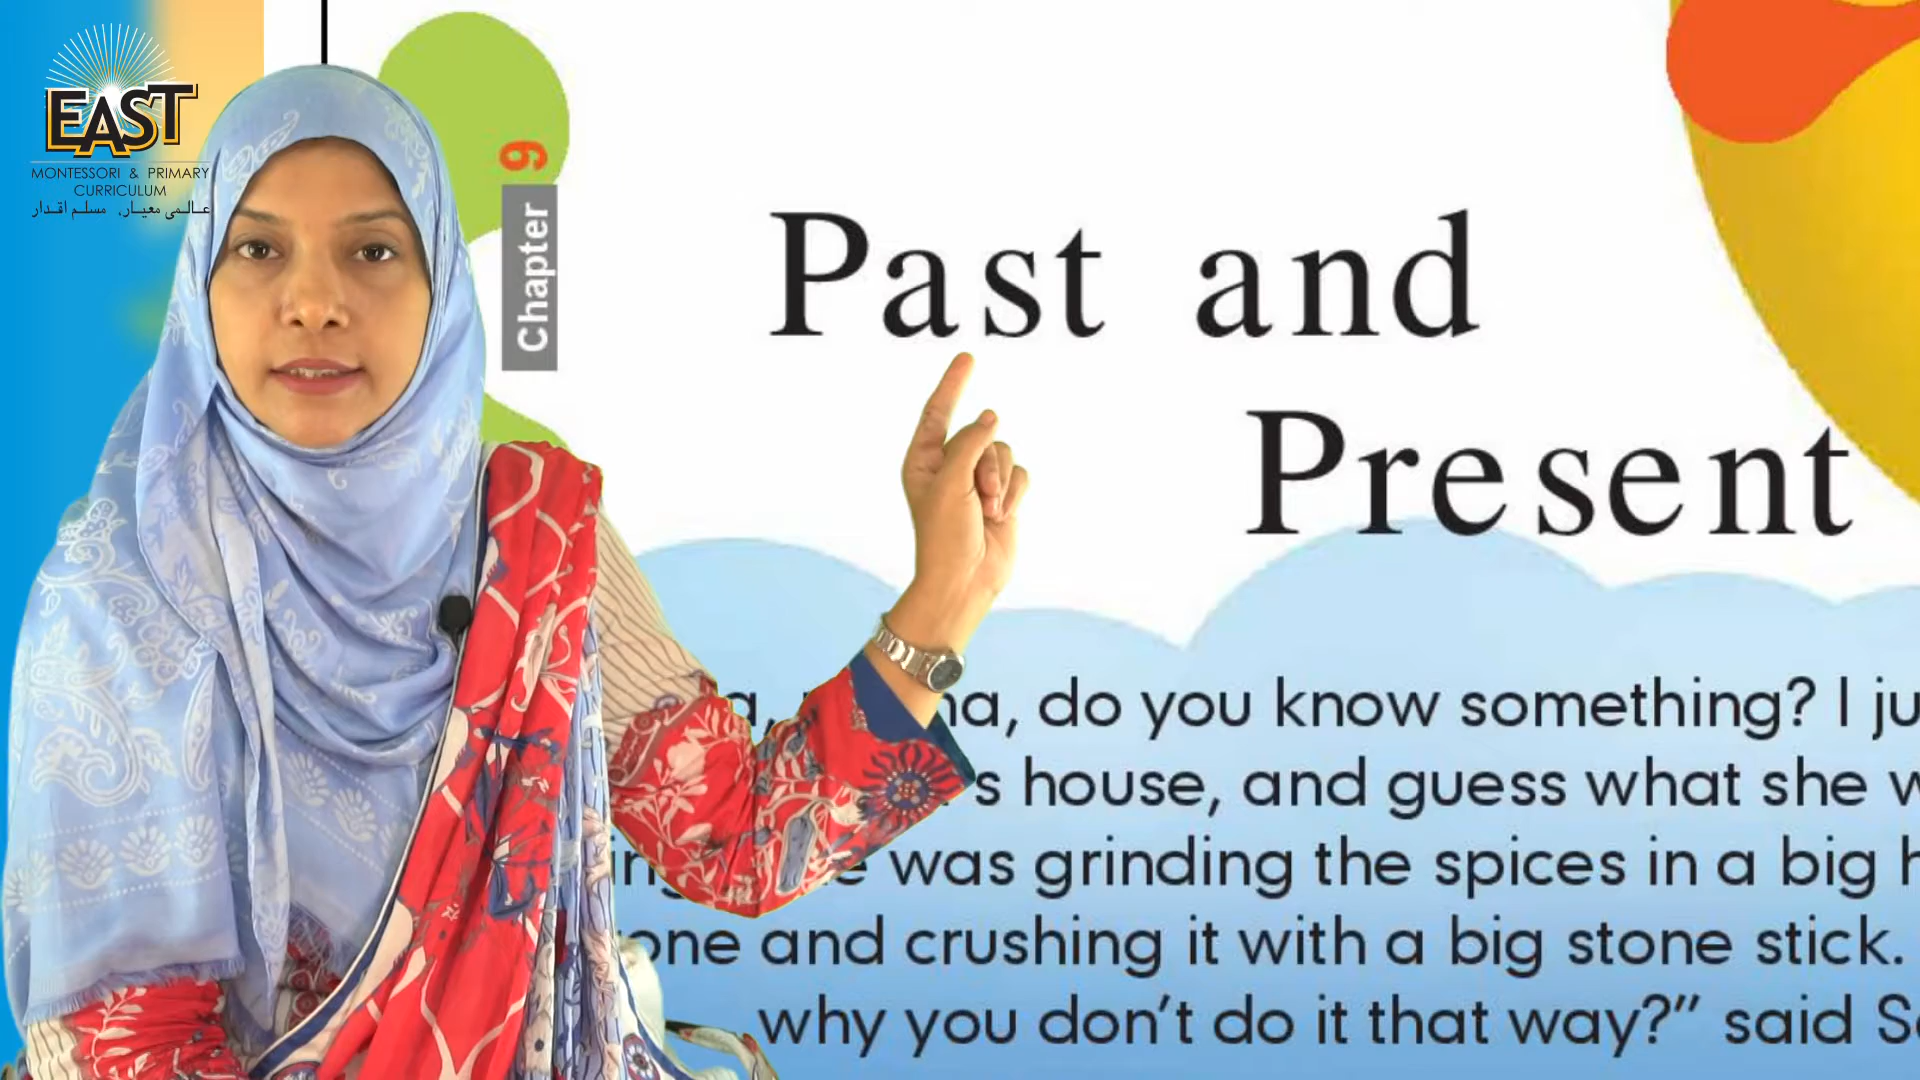 EAST
MONTESSORI & PRIMARY
CURRICULUM
عالمی معیار، مسلم اقدار
Chapter 9
Past and
Present
do you know something? I
house, and guess what she
was grinding the spices in a big
and crushing it with a big stone stick.
why you don't do it that way?" said